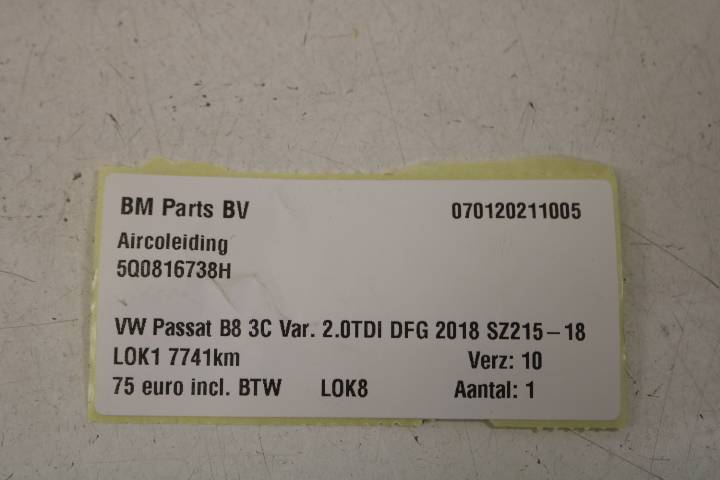 BM Parts BV 070120211005
Aircoleiding
5Q0816738H
VW Passat B8 3C Var. 2.0TDI DFG 2018 SZ215-18
LOK1 7741km Verz: 10
75 euro incl. BTW LOK8 Aantal: 1